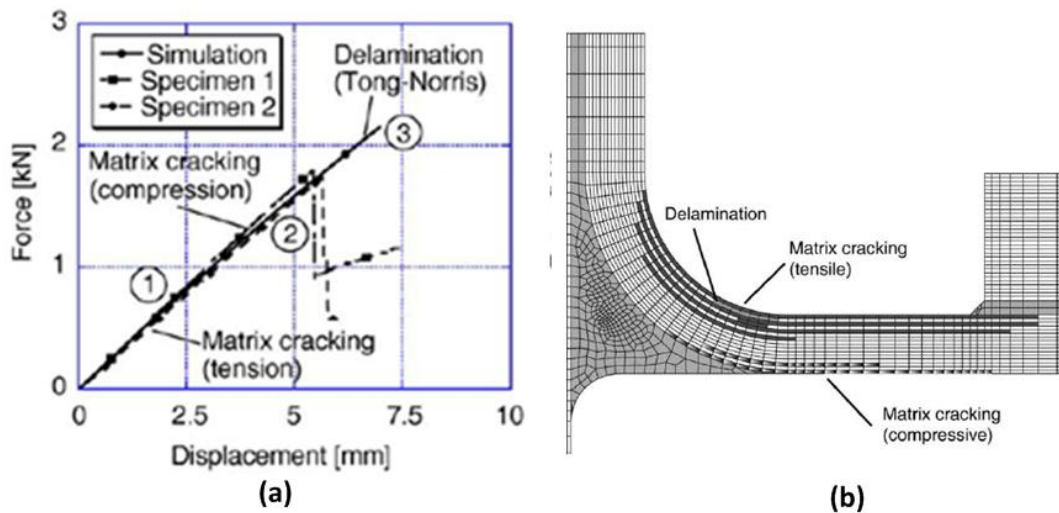 3
Simulation
Specimen 1
Specimen 2
Delamination
(Tong-Norris)
2
3
Matrix cracking
(compression)
Force [kN]
2
1
1
Matrix cracking
(tension)
0
0
2.5
5
7.5
10
Displacement [mm]
(a)
Delamination
Matrix cracking
(tensile)
Matrix cracking
(compressive)
(b)